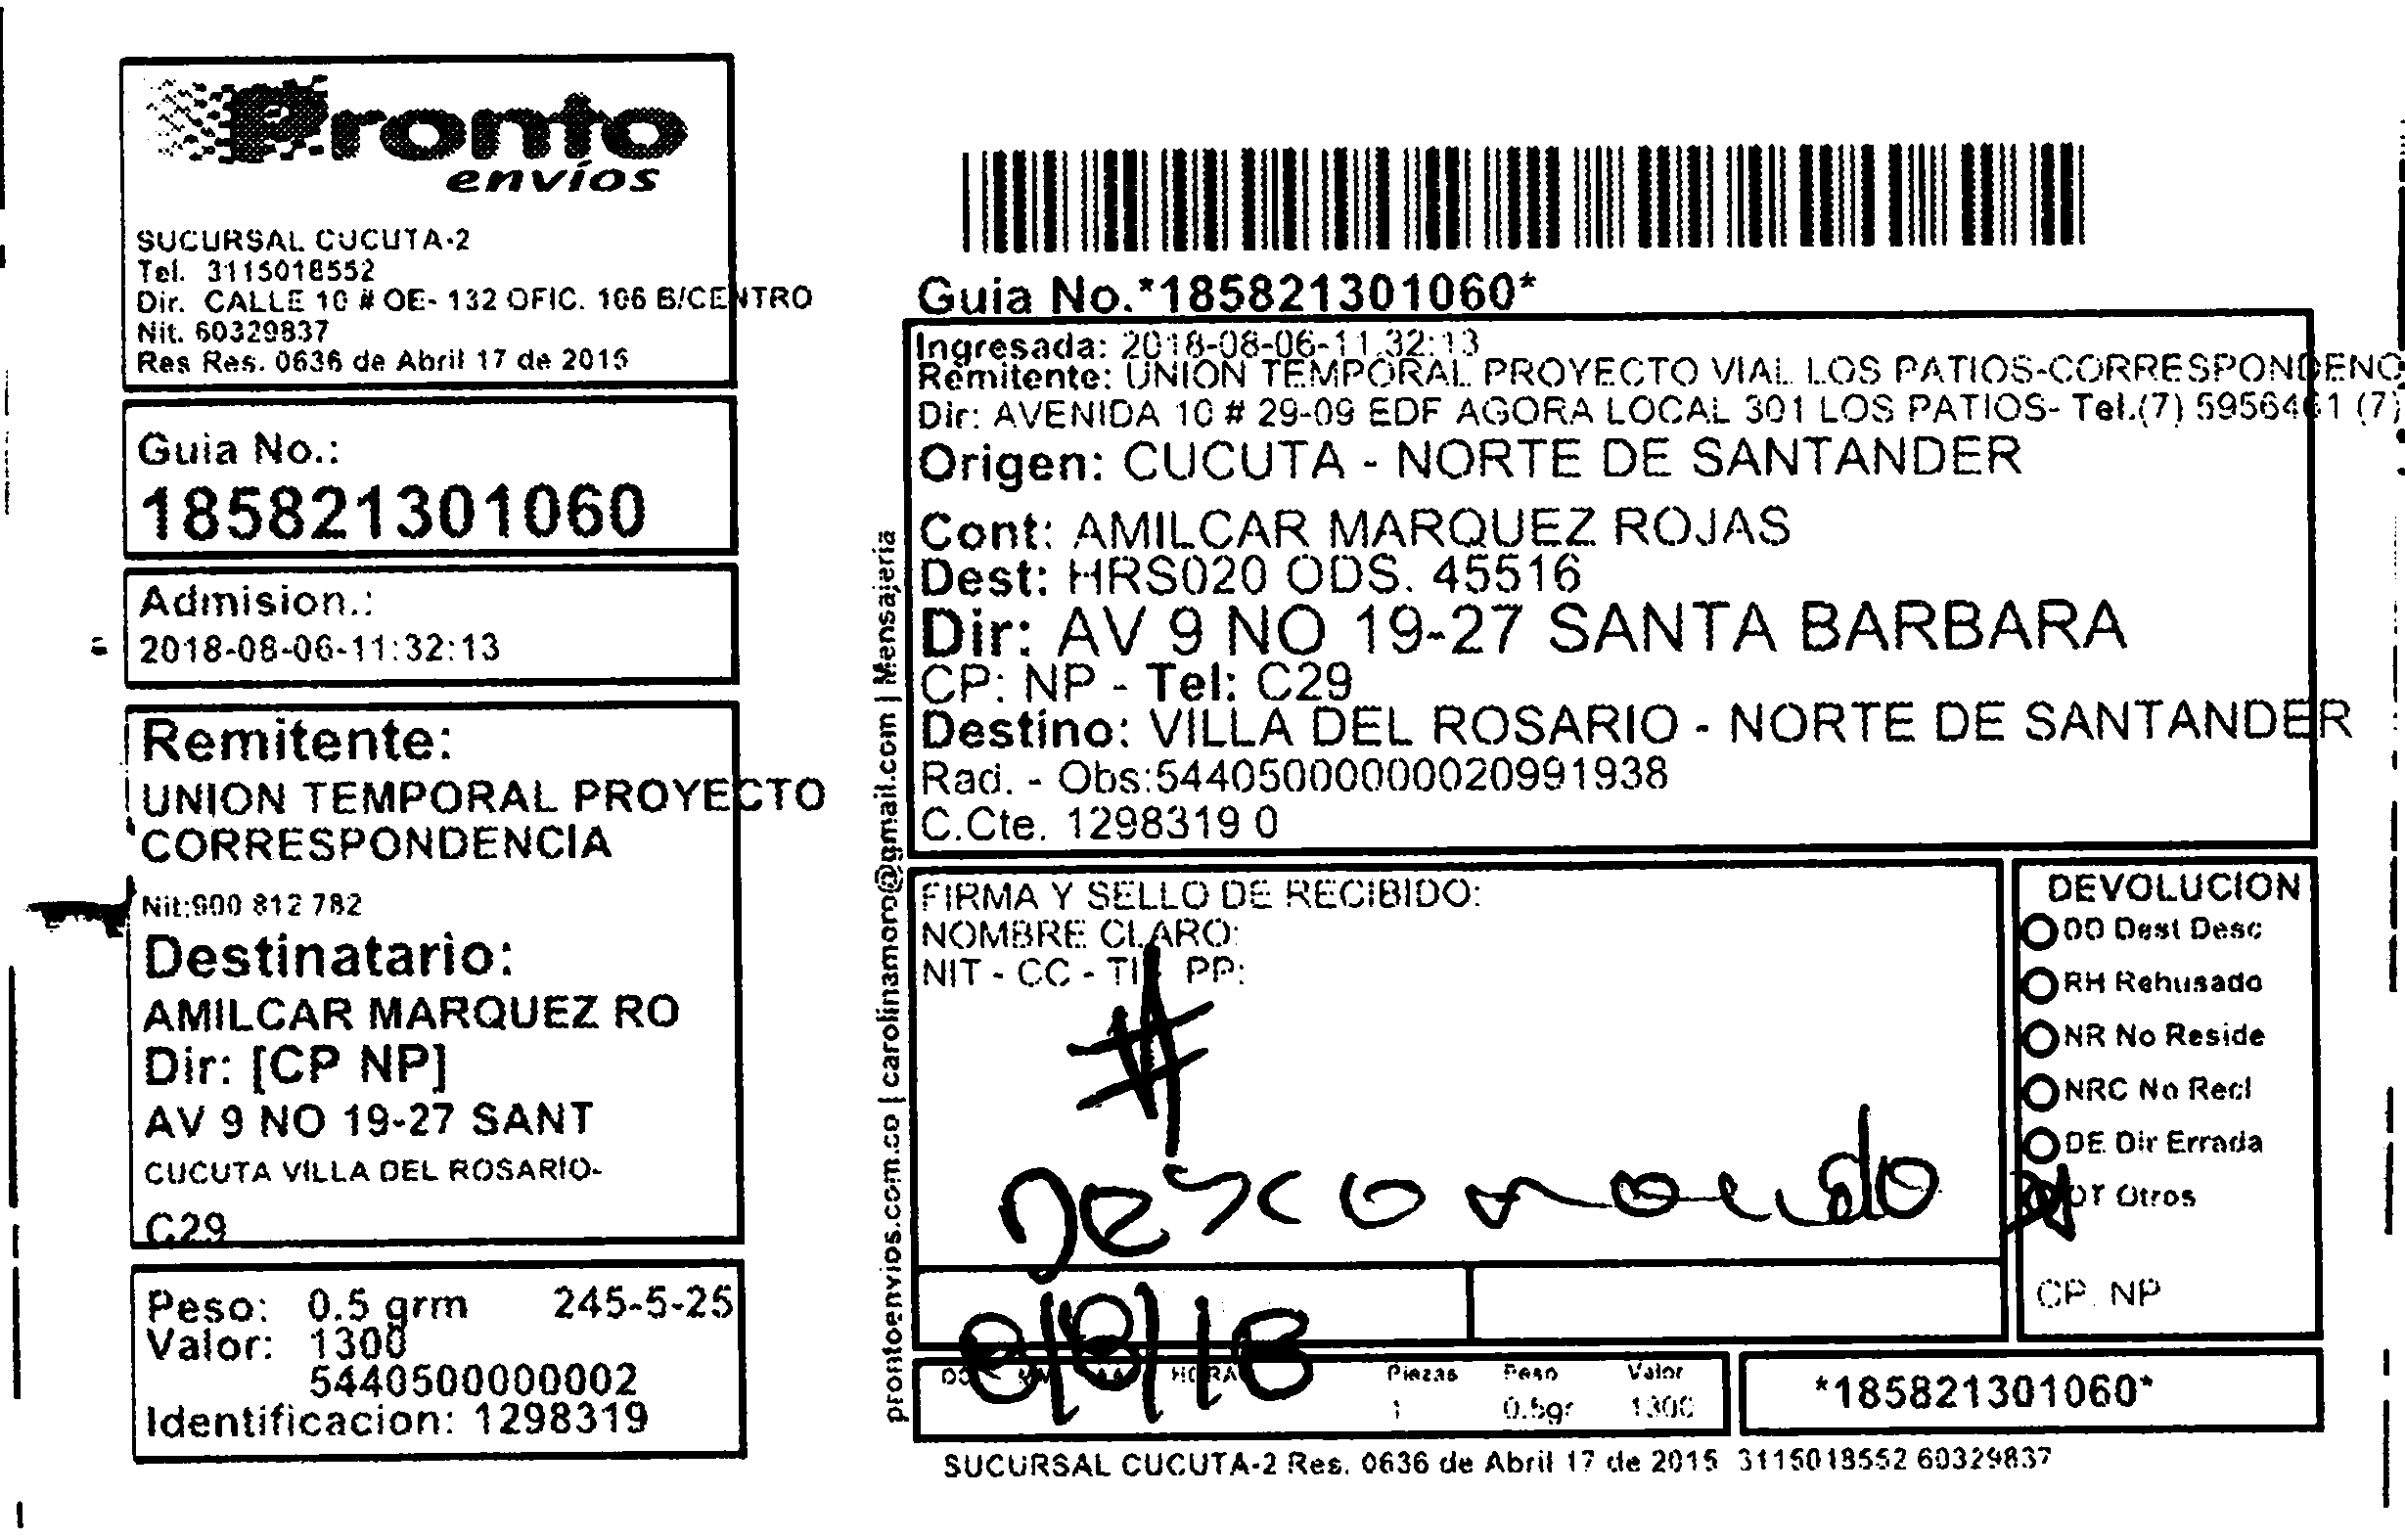 Pronto
envíos
SUCURSAL CUCUTA-2
Tel. 3115018552
Dir. CALLE 10 # OE- 132 OFIC. 106 B/CENTRO
Nit. 60329837
Res Res. 0636 de Abril 17 de 2015
Guia No.:
185821301060
Admision.:
2018-08-06-11:32:13
Remitente:
UNION TEMPORAL PROYECTO
CORRESPONDENCIA
Nit:900 812 782
Destinatario:
AMILCAR MARQUEZ RO
Dir: [CP NP]
AV 9 NO 19-27 SANT
CUCUTA VILLA DEL ROSARIO-
C29
Peso: 0.5 grm 245-5-25
Valor: 1300
5440500000002
Identificacion: 1298319
prontoenvios.com.co | carolinamoro@gmail.com | Mensajeria
Guia No.*185821301060*
Ingresada: 2018-08-06-11:32:13
Remitente: UNION TEMPORAL PROYECTO VIAL LOS PATIOS-CORRESPONDENC
Dir: AVENIDA 10 # 29-09 EDF AGORA LOCAL 301 LOS PATIOS- Tel.(7) 5956461 (7)
Origen: CUCUTA - NORTE DE SANTANDER
Cont: AMILCAR MARQUEZ ROJAS
Dest: HRS020 ODS. 45516
Dir: AV 9 NO 19-27 SANTA BARBARA
CP: NP - Tel: C29
Destino: VILLA DEL ROSARIO - NORTE DE SANTANDER
Rad. - Obs:544050000000020991938
C.Cte. 1298319 0
FIRMA Y SELLO DE RECIBIDO:
NOMBRE CLARO:
NIT - CC - TI - PP:
#
Desconocido
8/8/18
DEVOLUCION
DD Dest Desc
RH Rehusado
NR No Reside
NRC No Recl
DE Dir Errada
OT Otros
CP. NP
HORA Piezas Peso Valor
1 0.5gr 1300
*185821301060*
SUCURSAL CUCUTA-2 Res. 0636 de Abril 17 de 2015 3115018552 60329837